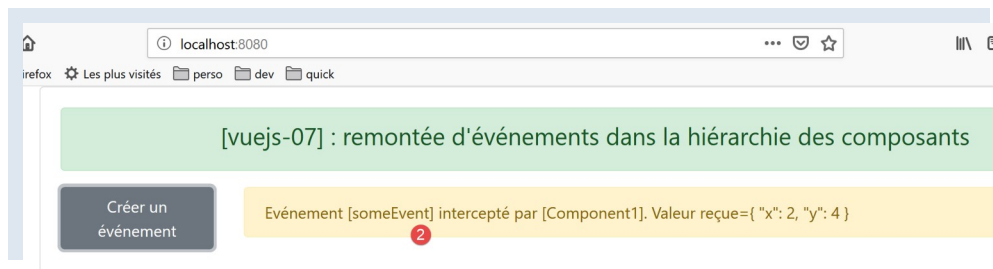 localhost:8080
irefox Les plus visités perso dev quick
[vuejs-07] : remontée d'événements dans la hiérarchie des composants
Créer un
événement
Evénement [someEvent] intercepté par [Component1]. Valeur reçue={ "x": 2, "y": 4 }
2